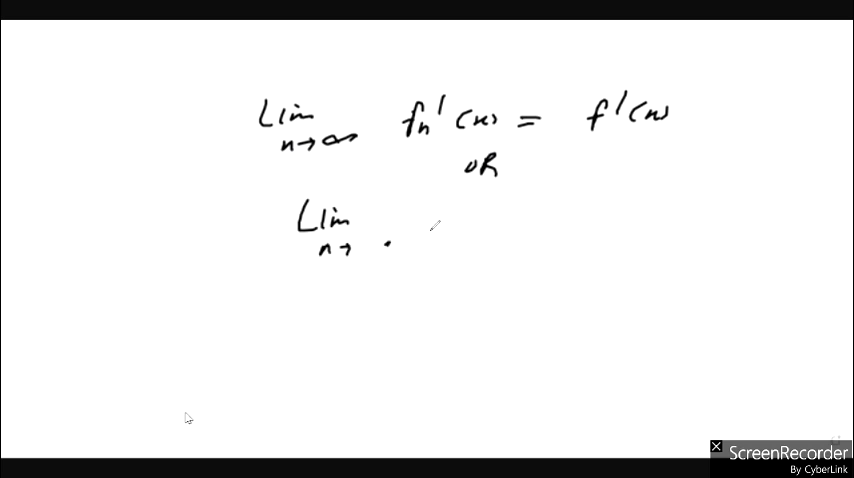 Lim n→∞ fn'(x) = f'(x)
OR
Lim n→ .
ScreenRecorder
By CyberLink